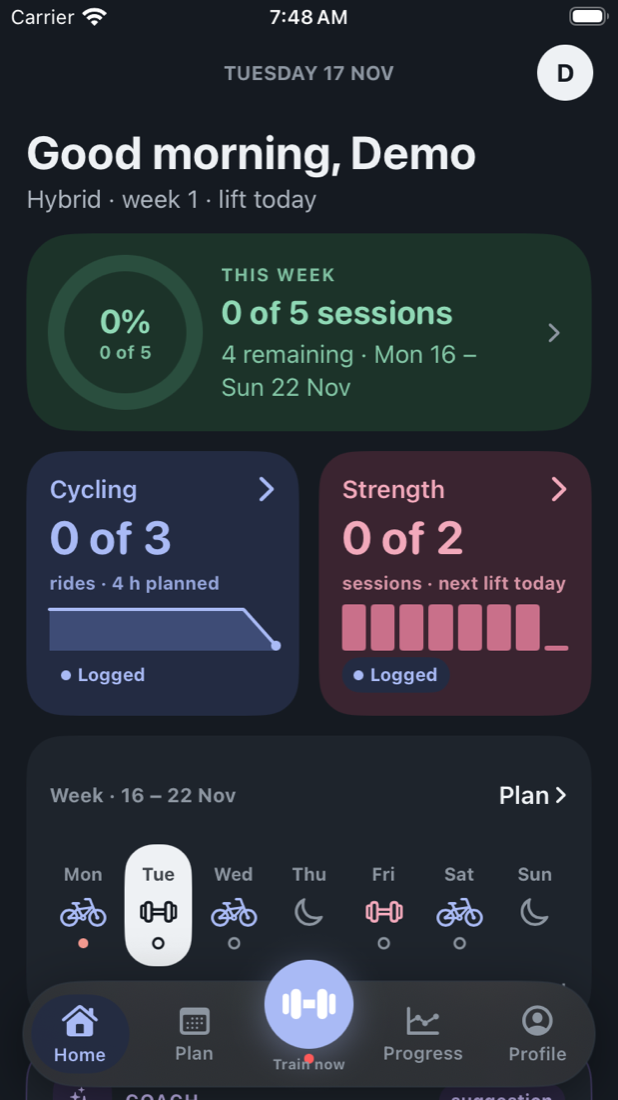 Carrier 7:48 AM
TUESDAY 17 NOV
D
Good morning, Demo
Hybrid · week 1 · lift today
0%
0 of 5
THIS WEEK
0 of 5 sessions
4 remaining · Mon 16 –
Sun 22 Nov
Cycling
0 of 3
rides · 4 h planned
Logged
Strength
0 of 2
sessions · next lift today
Logged
Week · 16 – 22 Nov
Plan
Mon Tue Wed Thu Fri Sat Sun
Home Plan Train now Progress Profile
COACH suggestion